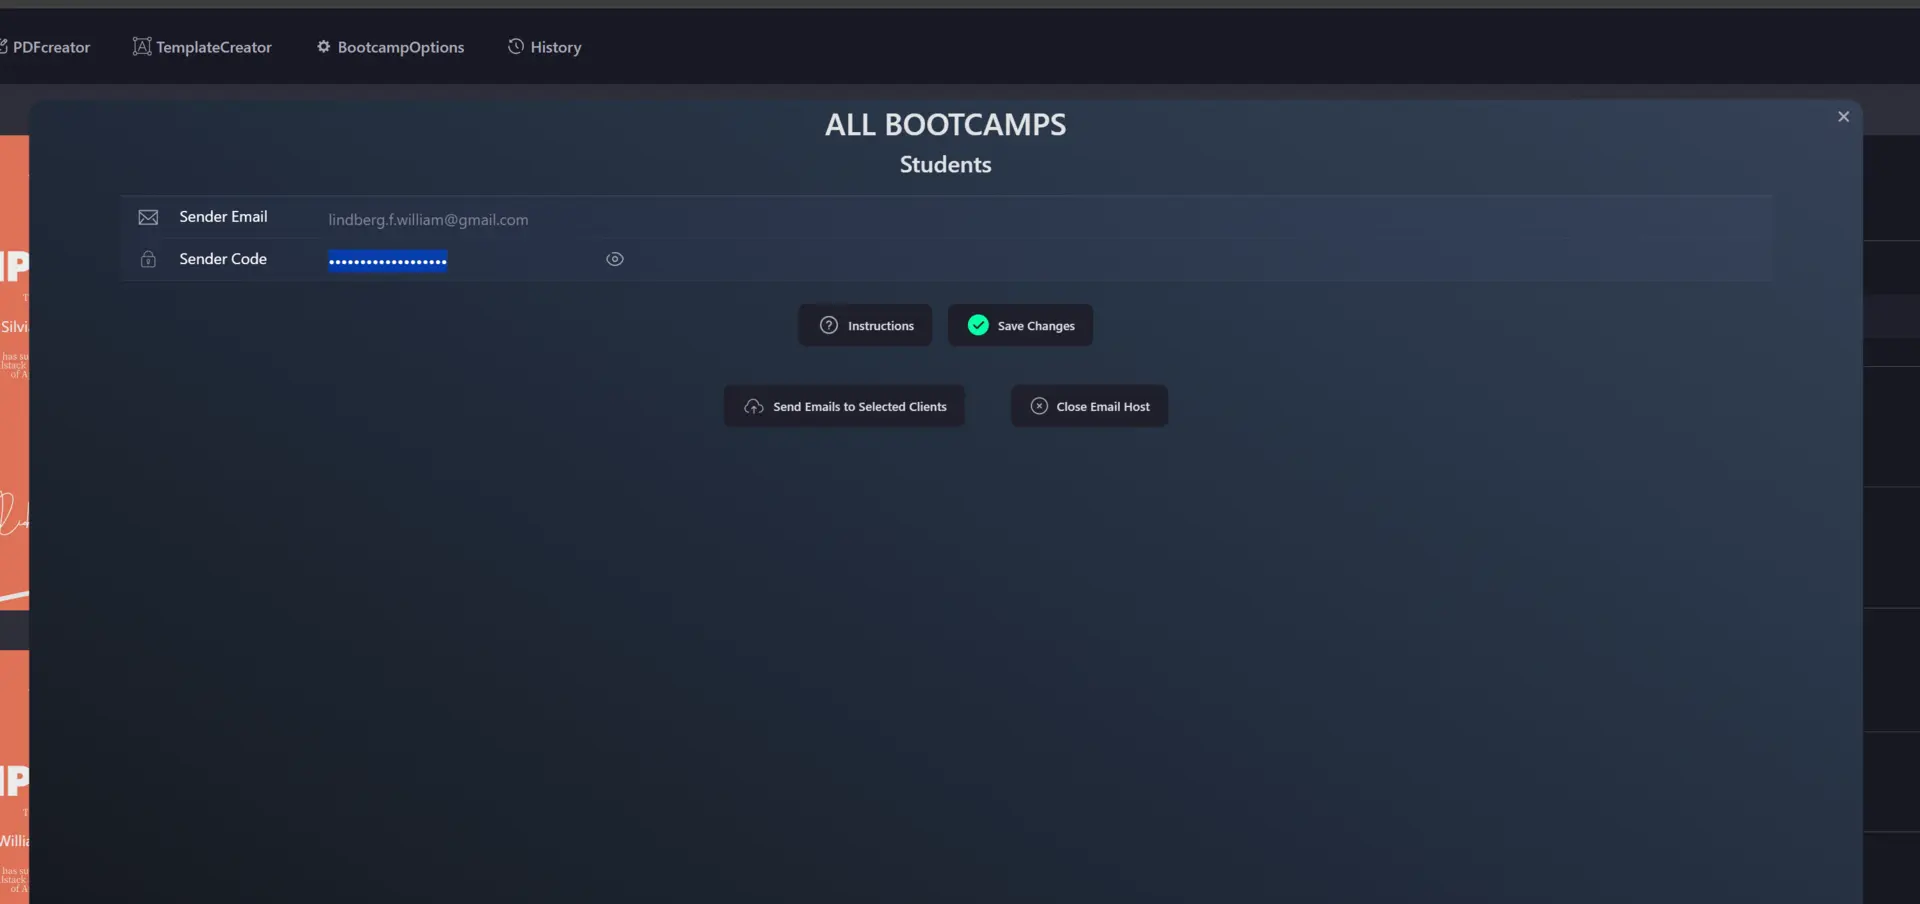 PDFcreator
TemplateCreator
BootcampOptions
History
ALL BOOTCAMPS
Students
Sender Email
lindberg.f.william@gmail.com
Sender Code
•••••••••••••••••••
Instructions
Save Changes
Send Emails to Selected Clients
Close Email Host
IP
T
Silvi
has su
lstack
of A
IP
T
Willia
has su
lstack
of A